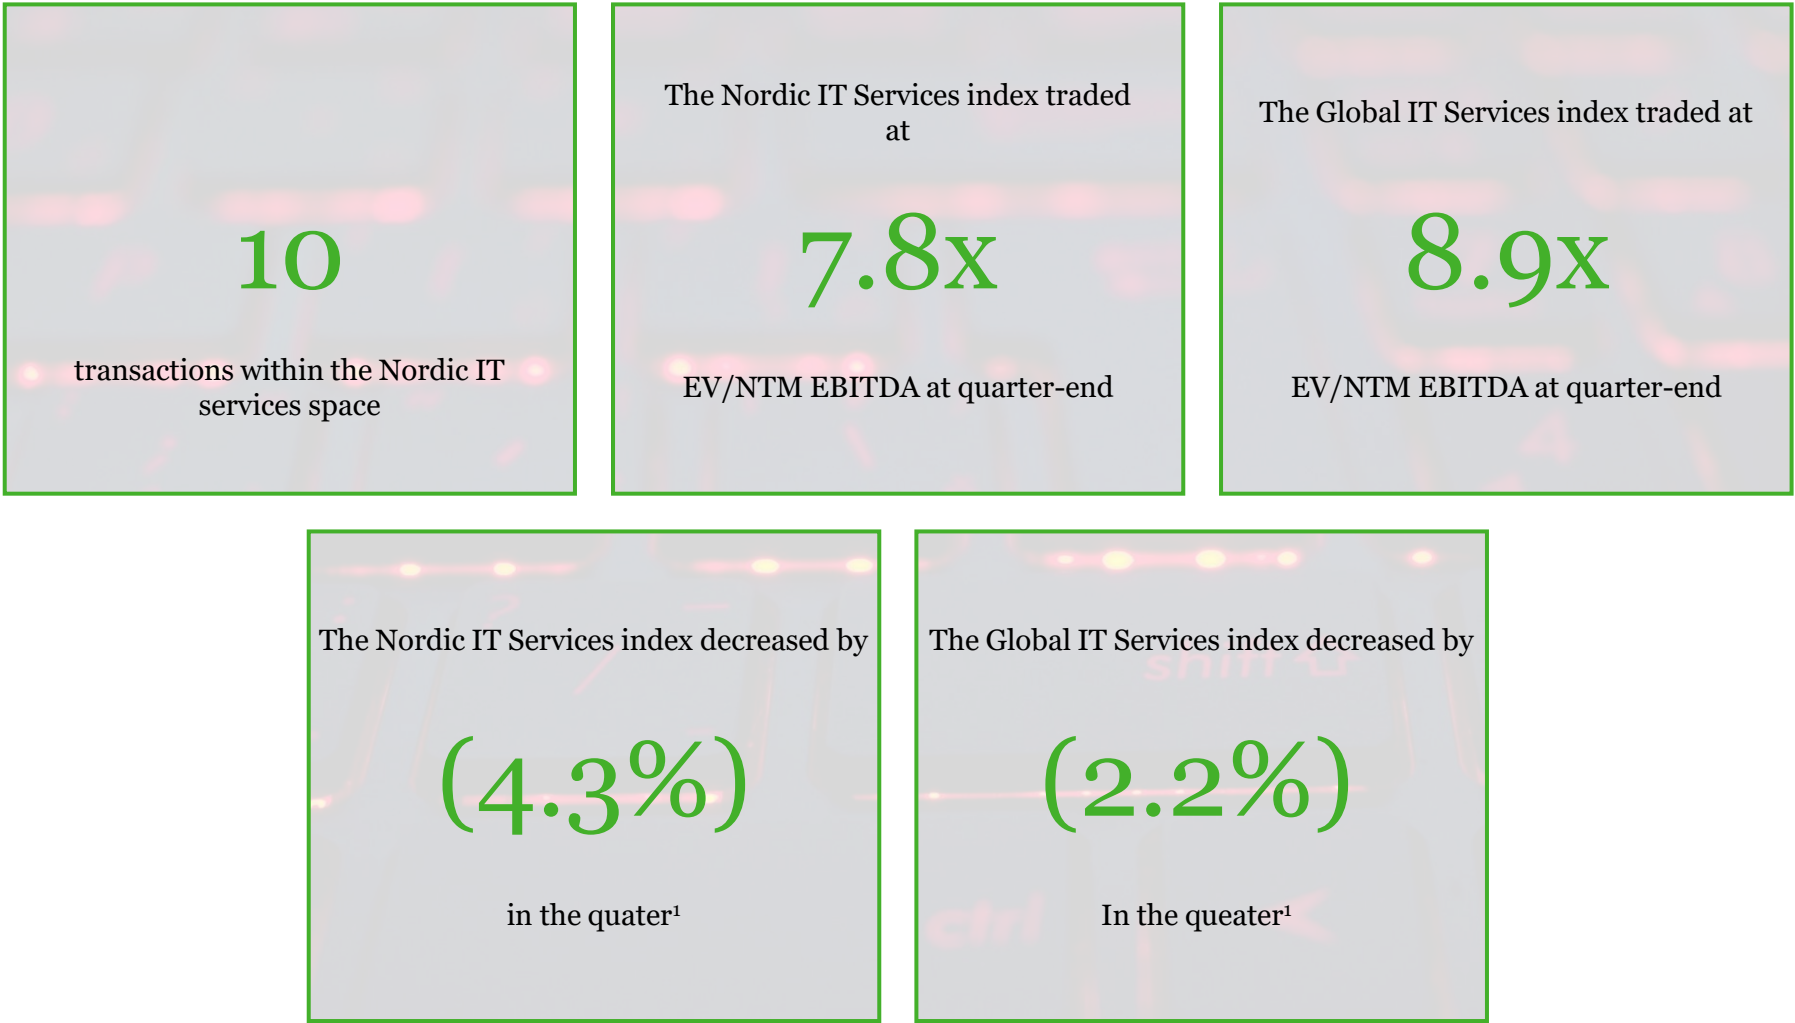 10
transactions within the Nordic IT
services space
The Nordic IT Services index traded
at
7.8x
EV/NTM EBITDA at quarter-end
The Global IT Services index traded at
8.9x
EV/NTM EBITDA at quarter-end
The Nordic IT Services index decreased by
(4.3%)
in the quater¹
The Global IT Services index decreased by
(2.2%)
In the queater¹
shift
ctrl
A